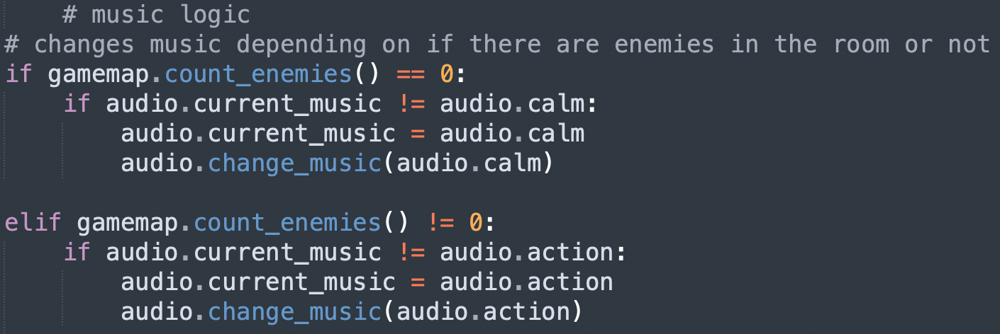 # music logic
# changes music depending on if there are enemies in the room or not
if gamemap.count_enemies() == 0:
    if audio.current_music != audio.calm:
        audio.current_music = audio.calm
        audio.change_music(audio.calm)

elif gamemap.count_enemies() != 0:
    if audio.current_music != audio.action:
        audio.current_music = audio.action
        audio.change_music(audio.action)